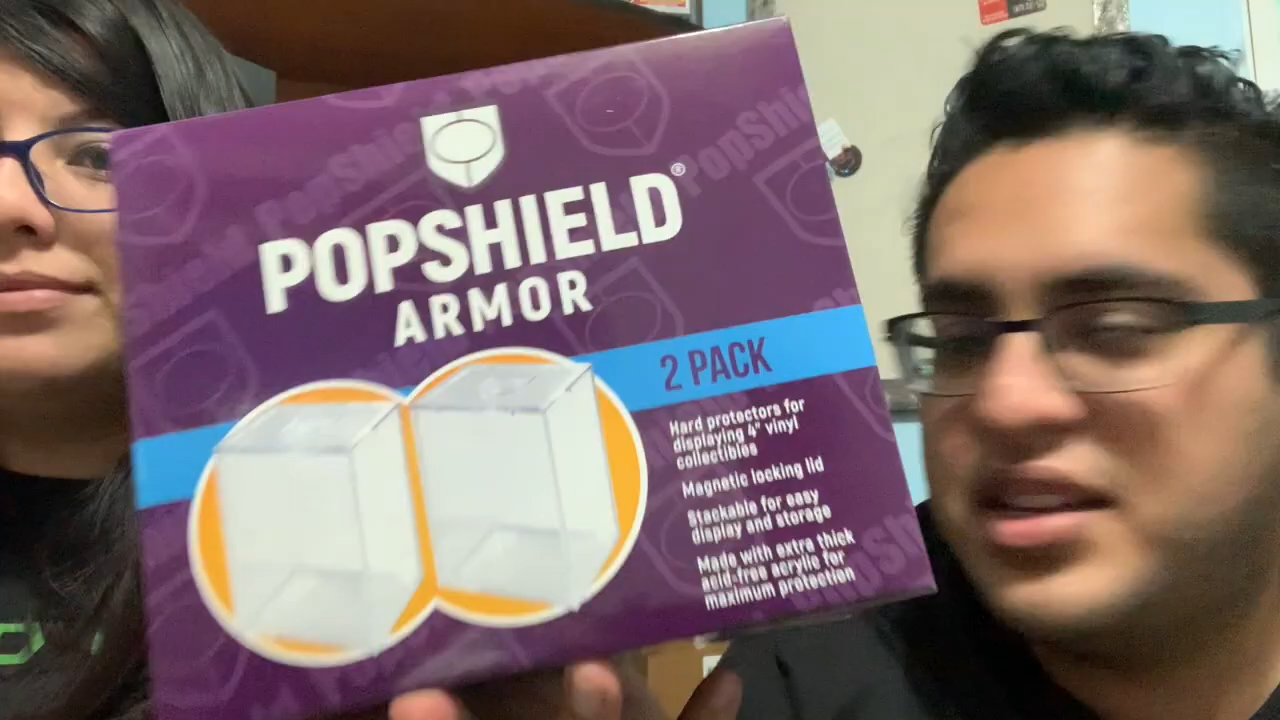 POPSHIELD®
ARMOR
2 PACK
Hard protectors for
displaying 4" vinyl
collectibles
Magnetic locking lid
Stackable for easy
display and storage
Made with extra thick
acid-free acrylic for
maximum protection